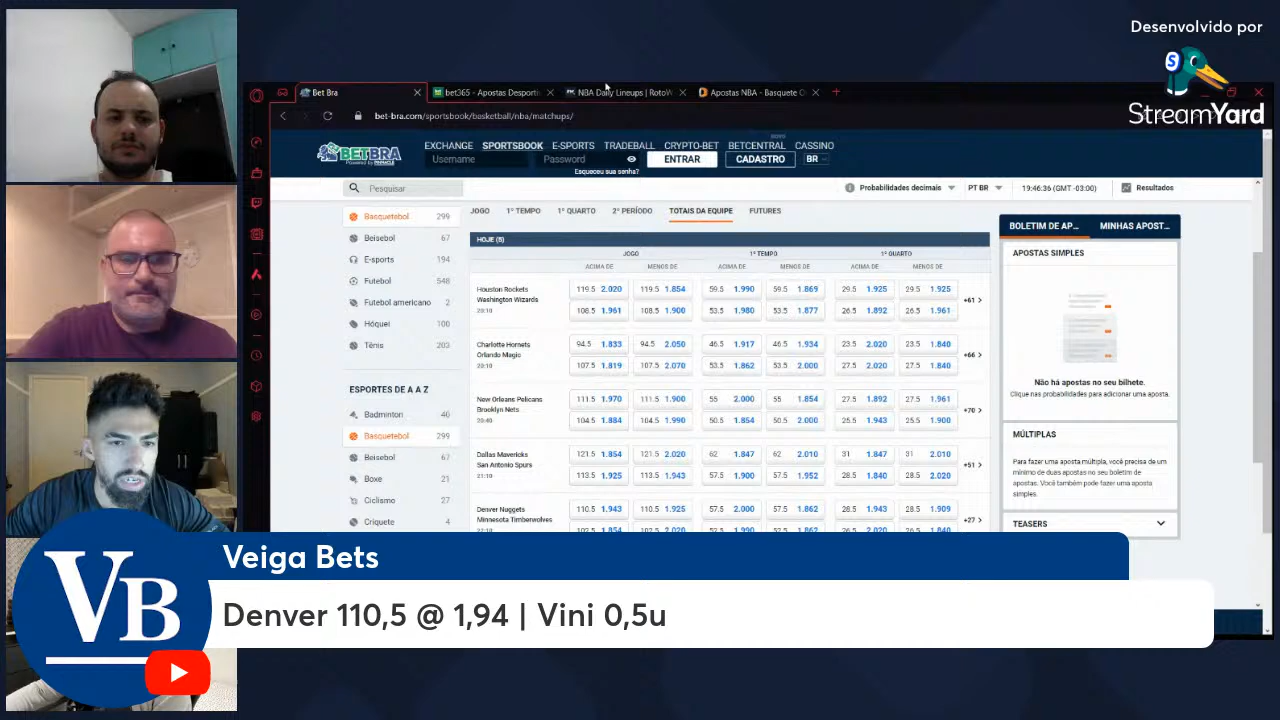 Desenvolvido por
StreamYard
Bet Bra
bet365 - Apostas Desporti
NBA Daily Lineups | RotoW
Apostas NBA - Basquete O
bet-bra.com/sportsbook/basketball/nba/matchups/
BETBRA
EXCHANGE SPORTSBOOK E-SPORTS TRADEBALL CRYPTO-BET BETCENTRAL CASSINO
NOVO
Username Password ENTRAR CADASTRO BR
Esqueceu sua senha?
Pesquisar
Probabilidades decimais PT BR 19:46:36 (GMT -03:00) Resultados
Basquetebol 299
Beisebol 67
E-sports 194
Futebol 548
Futebol americano 2
Hóquei 100
Tênis 203
ESPORTES DE A A Z
Badminton 40
Basquetebol 299
Beisebol 67
Boxe 21
Ciclismo 27
Críquete 4
JOGO 1º TEMPO 1º QUARTO 2º PERÍODO TOTAIS DA EQUIPE FUTURES
HOJE (5)
JOGO 1º TEMPO 1º QUARTO
ACIMA DE MENOS DE ACIMA DE MENOS DE ACIMA DE MENOS DE
Houston Rockets 119.5 2.020 119.5 1.854 59.5 1.990 59.5 1.869 29.5 1.925 29.5 1.925
Washington Wizards 108.5 1.961 108.5 1.900 53.5 1.980 53.5 1.877 26.5 1.892 26.5 1.961
20:10 +61
Charlotte Hornets 94.5 1.833 94.5 2.050 46.5 1.917 46.5 1.934 23.5 2.020 23.5 1.840
Orlando Magic 107.5 1.819 107.5 2.070 53.5 1.862 53.5 2.000 27.5 2.020 27.5 1.840
20:10 +66
New Orleans Pelicans 111.5 1.970 111.5 1.900 55 2.000 55 1.854 27.5 1.892 27.5 1.961
Brooklyn Nets 104.5 1.884 104.5 1.990 50.5 1.854 50.5 2.000 25.5 1.943 25.5 1.900
20:40 +70
Dallas Mavericks 121.5 1.854 121.5 2.020 62 1.847 62 2.010 31 1.847 31 2.010
San Antonio Spurs 113.5 1.925 113.5 1.943 57.5 1.900 57.5 1.952 28.5 1.840 28.5 2.020
21:10 +51
Denver Nuggets 110.5 1.943 110.5 1.925 57.5 2.000 57.5 1.862 28.5 1.943 28.5 1.909
Minnesota Timberwolves
+27
BOLETIM DE AP... MINHAS APOST...
APOSTAS SIMPLES
Não há apostas no seu bilhete.
Clique nas probabilidades para adicionar uma aposta.
MÚLTIPLAS
Para fazer uma aposta múltipla, você precisa de
mínimo de duas apostas no seu boletim de
apostas. Você também pode fazer uma aposta
simples.
TEASERS
VB
Veiga Bets
Denver 110,5 @ 1,94 | Vini 0,5u